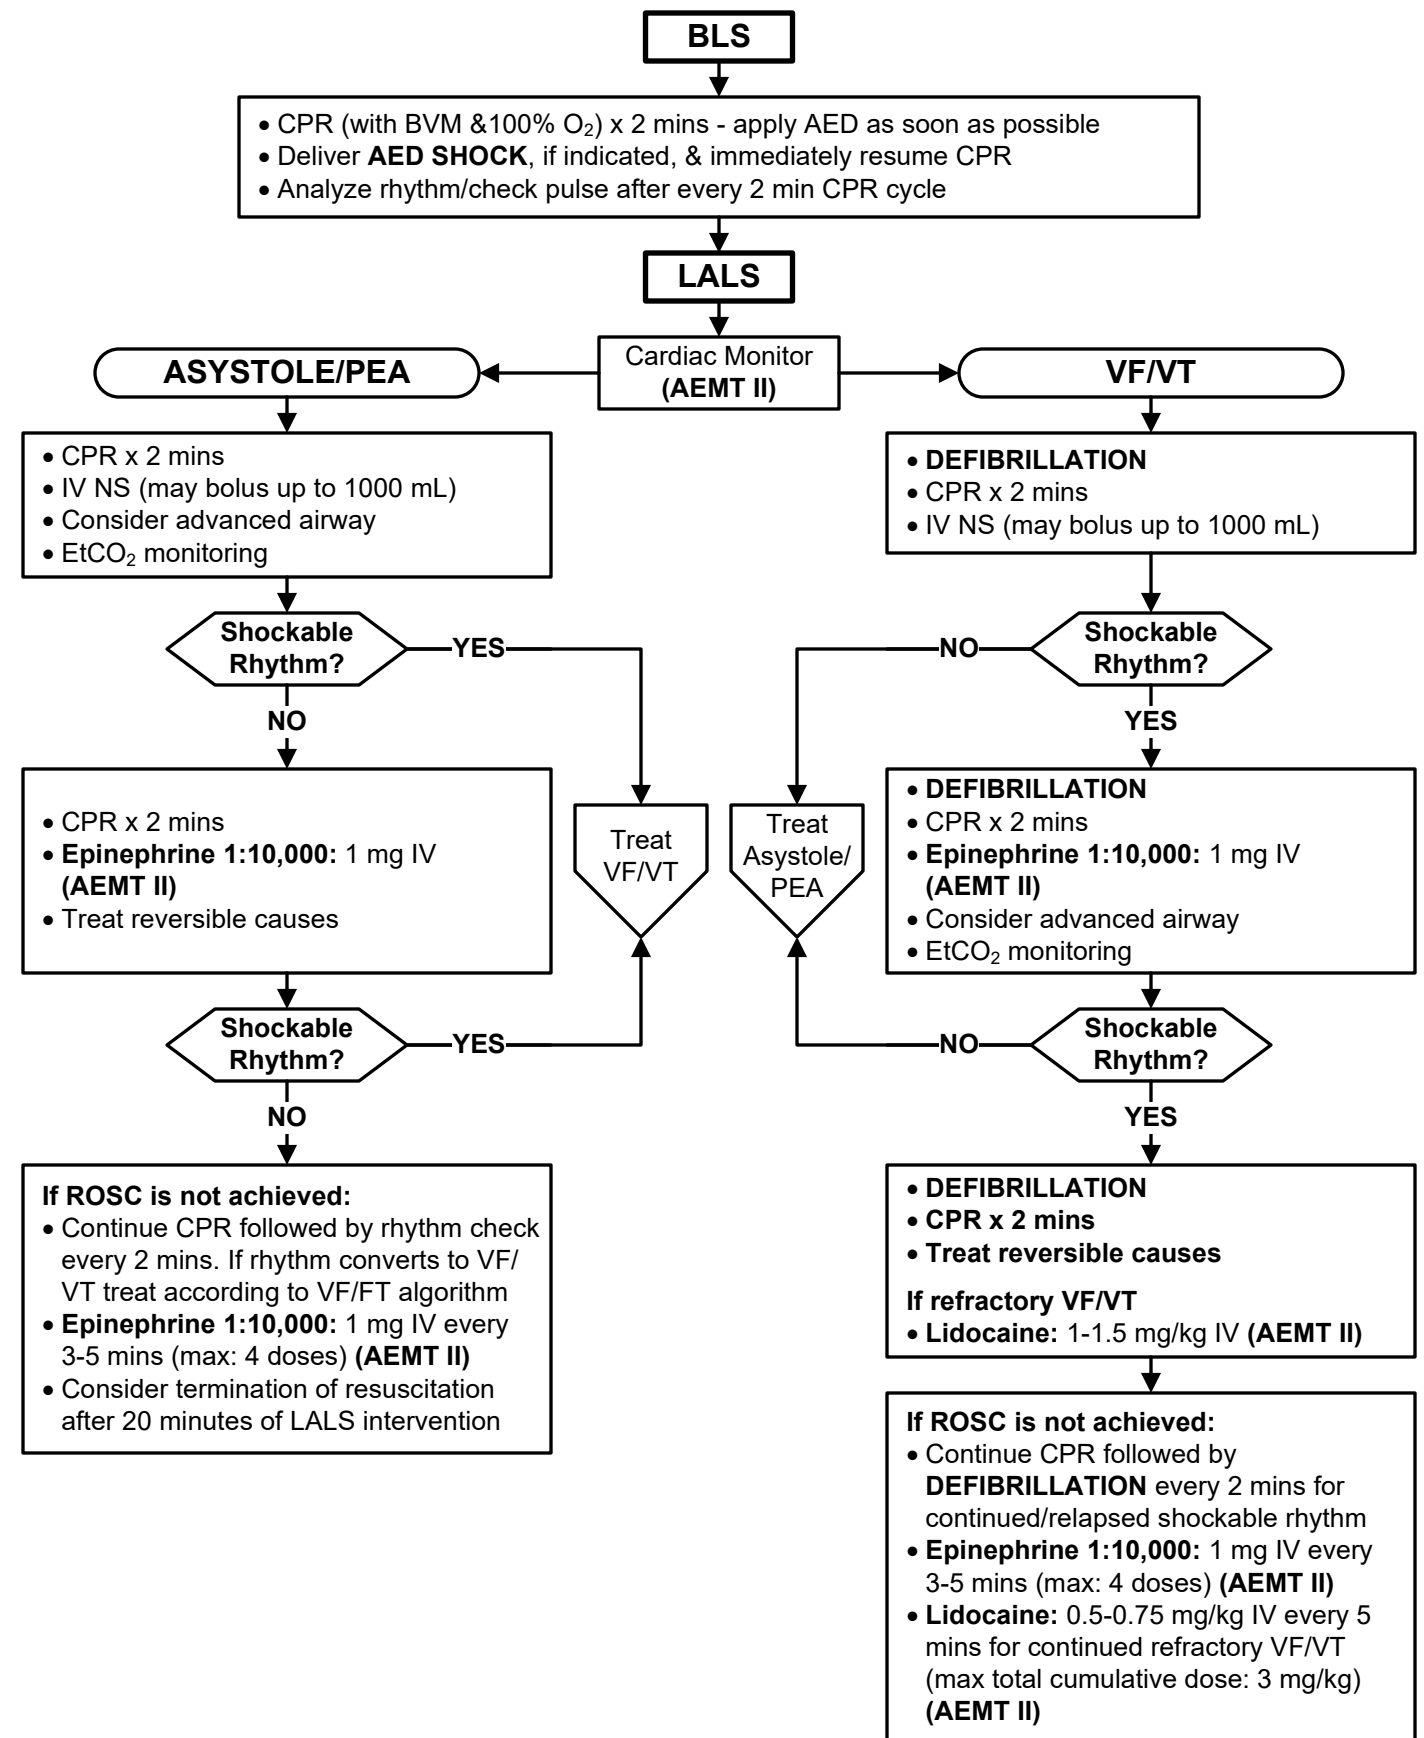 BLS
• CPR (with BVM &100% O₂) x 2 mins - apply AED as soon as possible
• Deliver AED SHOCK, if indicated, & immediately resume CPR
• Analyze rhythm/check pulse after every 2 min CPR cycle
LALS
Cardiac Monitor
(AEMT II)
ASYSTOLE/PEA
• CPR x 2 mins
• IV NS (may bolus up to 1000 mL)
• Consider advanced airway
• EtCO₂ monitoring
Shockable
Rhythm?
YES
NO
• CPR x 2 mins
• Epinephrine 1:10,000: 1 mg IV
(AEMT II)
• Treat reversible causes
Treat
VF/VT
Shockable
Rhythm?
YES
NO
If ROSC is not achieved:
• Continue CPR followed by rhythm check
every 2 mins. If rhythm converts to VF/
VT treat according to VF/FT algorithm
• Epinephrine 1:10,000: 1 mg IV every
3-5 mins (max: 4 doses) (AEMT II)
• Consider termination of resuscitation
after 20 minutes of LALS intervention
VF/VT
• DEFIBRILLATION
• CPR x 2 mins
• IV NS (may bolus up to 1000 mL)
Shockable
Rhythm?
NO
YES
Treat
Asystole/
PEA
• DEFIBRILLATION
• CPR x 2 mins
• Epinephrine 1:10,000: 1 mg IV
(AEMT II)
• Consider advanced airway
• EtCO₂ monitoring
Shockable
Rhythm?
NO
YES
• DEFIBRILLATION
• CPR x 2 mins
• Treat reversible causes
If refractory VF/VT
• Lidocaine: 1-1.5 mg/kg IV (AEMT II)
If ROSC is not achieved:
• Continue CPR followed by
DEFIBRILLATION every 2 mins for
continued/relapsed shockable rhythm
• Epinephrine 1:10,000: 1 mg IV every
3-5 mins (max: 4 doses) (AEMT II)
• Lidocaine: 0.5-0.75 mg/kg IV every 5
mins for continued refractory VF/VT
(max total cumulative dose: 3 mg/kg)
(AEMT II)